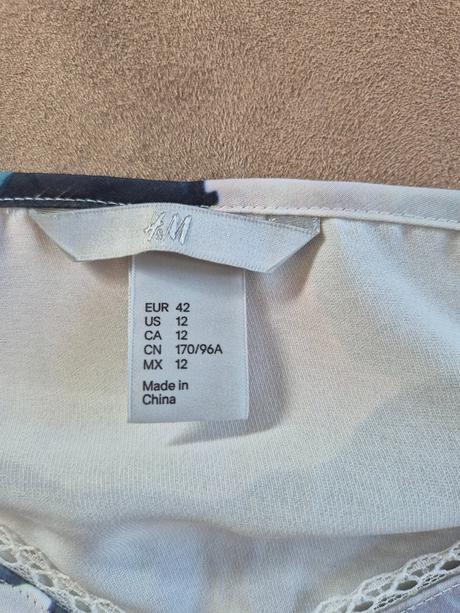 H&M
EUR 42
US 12
CA 12
CN 170/96A
MX 12
Made in
China